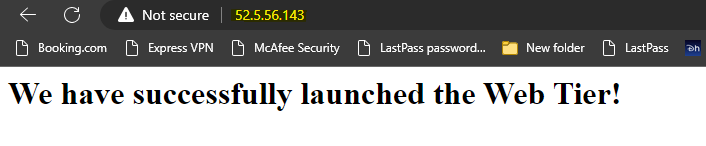 Not secure 52.5.56.143
Booking.com Express VPN McAfee Security LastPass password... New folder LastPass ah
We have successfully launched the Web Tier!